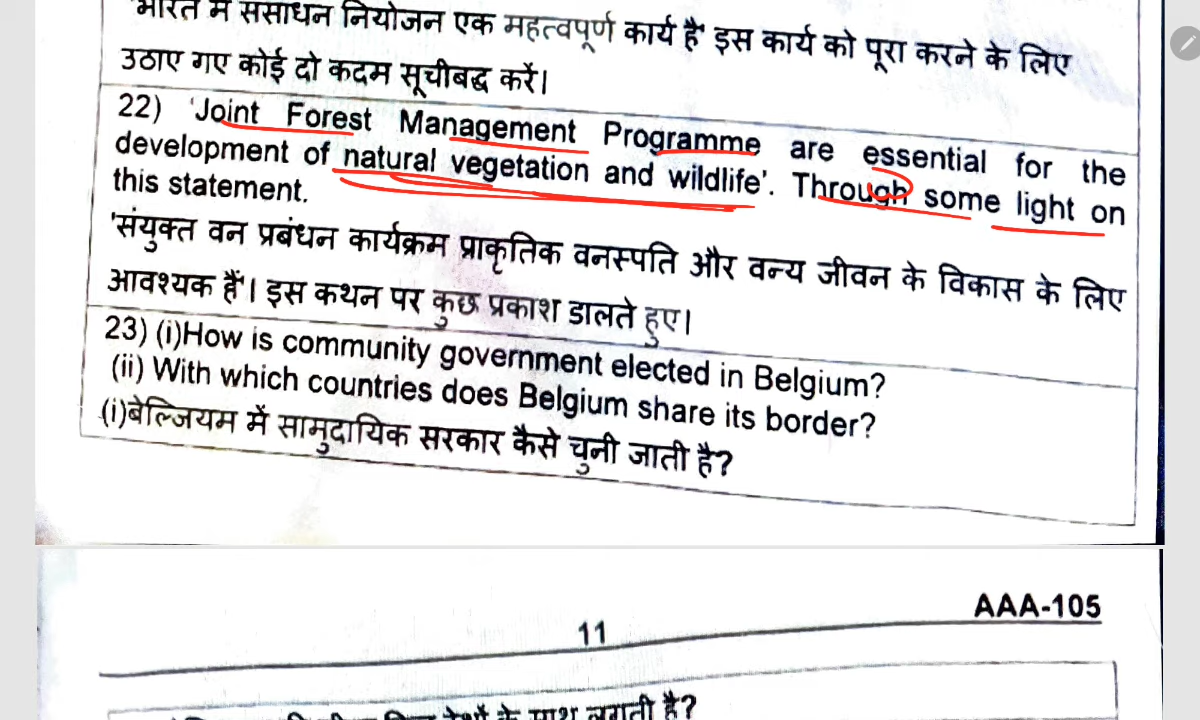 'भारत में संसाधन नियोजन एक महत्वपूर्ण कार्य है' इस कार्य को पूरा करने के लिए
उठाए गए कोई दो कदम सूचीबद्ध करें।
22) 'Joint Forest Management Programme are essential for the
development of natural vegetation and wildlife'. Through some light on
this statement.
'संयुक्त वन प्रबंधन कार्यक्रम प्राकृतिक वनस्पति और वन्य जीवन के विकास के लिए
आवश्यक हैं'। इस कथन पर कुछ प्रकाश डालते हुए।
23) (i)How is community government elected in Belgium?
(ii) With which countries does Belgium share its border?
(i)बेल्जियम में सामुदायिक सरकार कैसे चुनी जाती है?
AAA-105
11
के साथ लगती है?